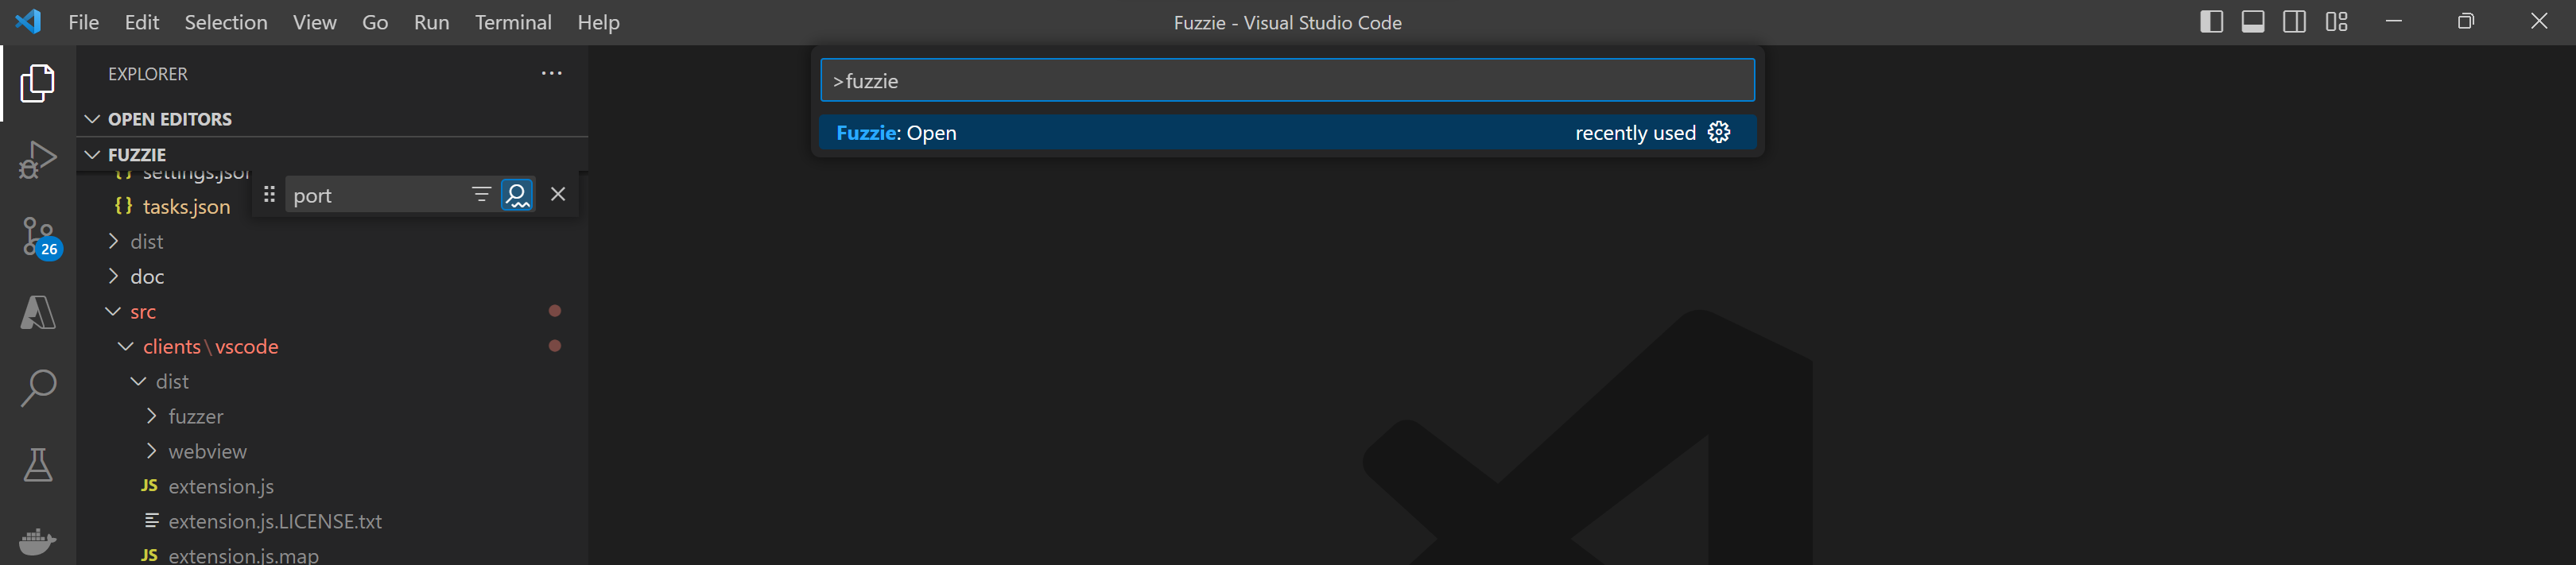 File Edit Selection View Go Run Terminal Help
Fuzzie - Visual Studio Code
EXPLORER
>fuzzie
OPEN EDITORS
Fuzzie: Open recently used
FUZZIE
settings.json
port
tasks.json
26
dist
doc
src
clients\vscode
dist
fuzzer
webview
JS extension.js
extension.js.LICENSE.txt
JS extension.js.map